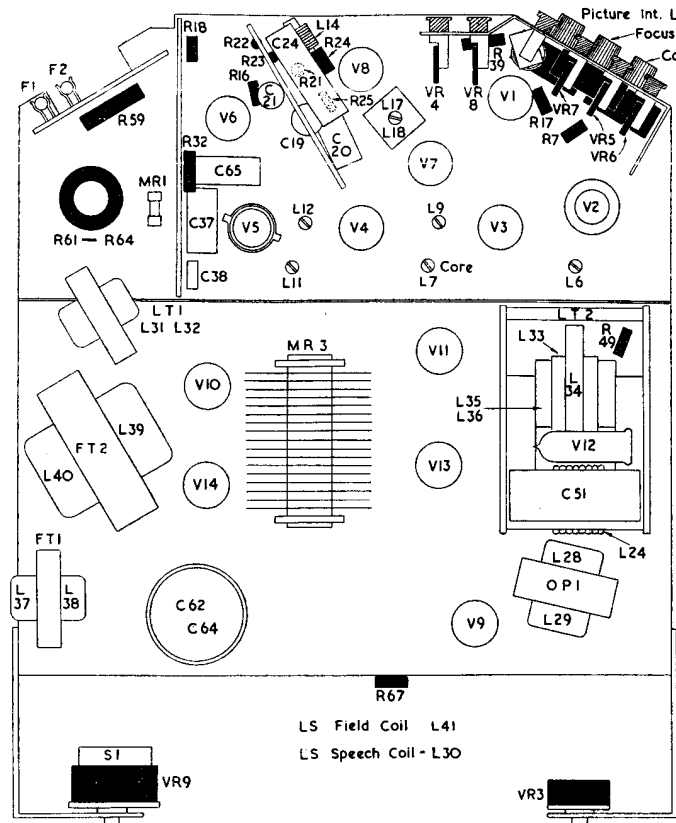 Picture Int. L
Focus
Co
R18
R22
C24
L14
R23
R24
R16
C
21
R21
R25
V8
VR
4
VR
8
R
39
V1
R17
VR7
R7
VR5
VR6
F1
F2
R59
V6
C19
C
20
L17
L18
V7
R32
C65
MR1
R61 — R64
C37
V5
L12
V4
L9
V3
V2
C38
L11
L7
Core
L6
LT1
L31 L32
LT2
R
49
L33
L
34
L35
L36
V12
C51
L24
MR3
V11
V10
L39
FT2
L40
V14
V13
FT1
L
37
L
38
C62
C64
L28
OP1
L29
V9
R67
LS Field Coil L41
LS Speech Coil - L30
S1
VR9
VR3